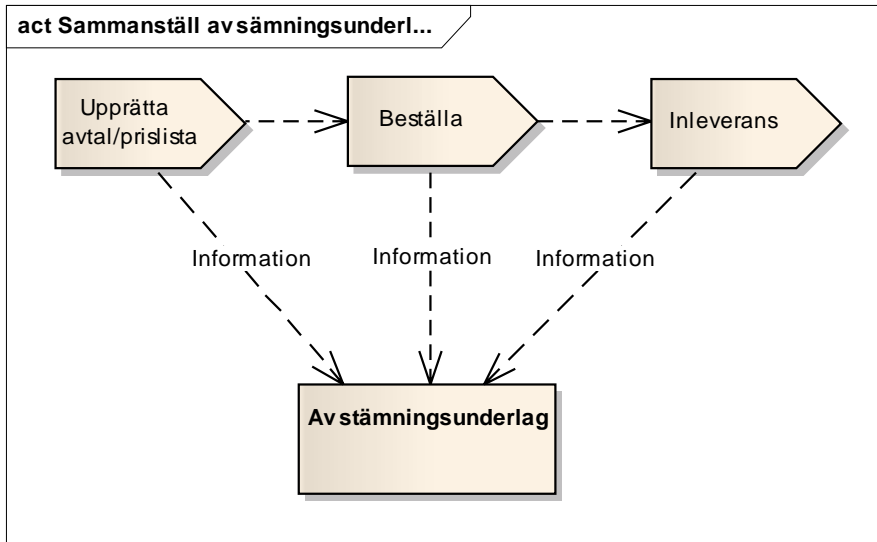 act Sammanställ avsämningsunderl...
Upprätta
avtal/prislista
Beställa
Inleverans
Information
Information
Information
Avstämningsunderlag